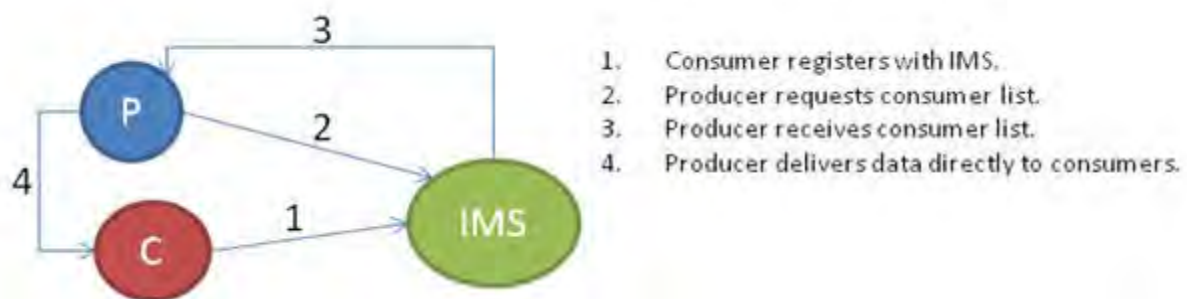 3
1. Consumer registers with IMS.
P
2. Producer requests consumer list.
2
3. Producer receives consumer list.
4
4. Producer delivers data directly to consumers.
1
IMS
C